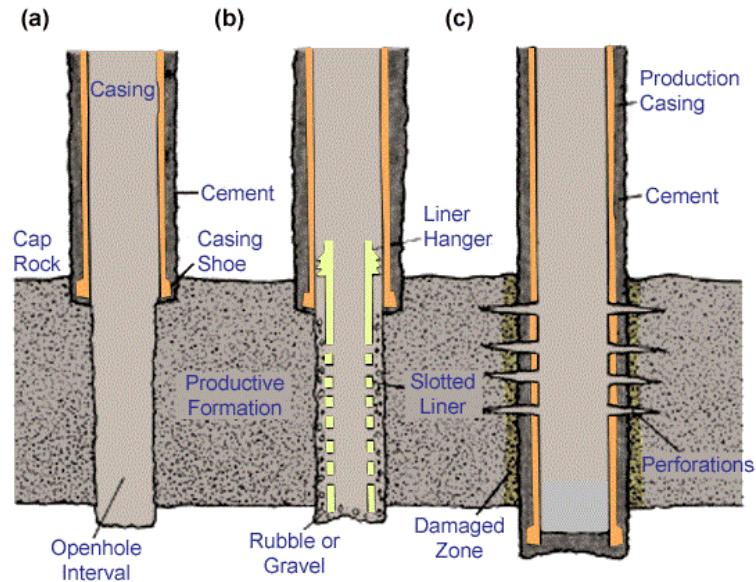 (a)
(b)
(c)
Casing
Production
Casing
Cement
Cement
Liner
Hanger
Cap
Rock
Casing
Shoe
Productive
Formation
Slotted
Liner
Perforations
Openhole
Interval
Rubble or
Gravel
Damaged
Zone